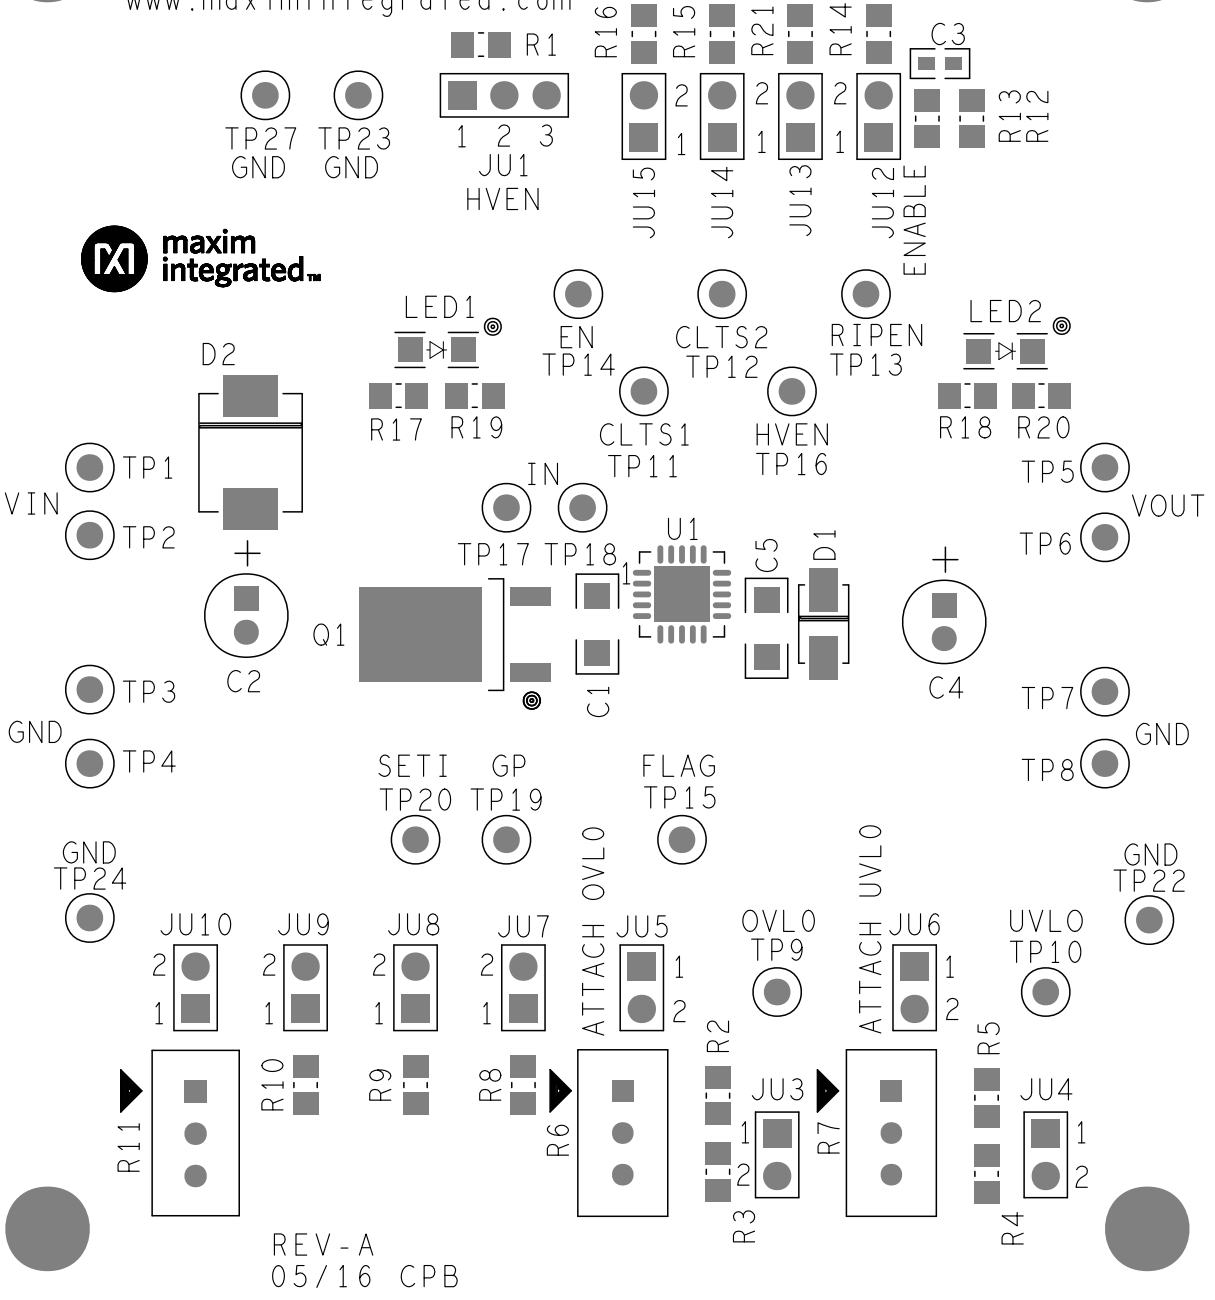 www.maximintegrated.com
R16 R15 R21 R14 C3
R1
TP27 TP23
GND GND
1 2 3
JU1
HVEN
2 2 2 2
1 1 1 1
R13
R12
JU15 JU14 JU13 JU12
ENABLE
maxim
integrated™
LED1
LED2
EN
TP14
CLTS2
TP12
RIPEN
TP13
D2
R17 R19
R18 R20
CLTS1
TP11
HVEN
TP16
TP1
VIN
TP2
IN
TP17 TP18
U1
1
C5
D1
TP5
VOUT
TP6
+
+
Q1
C2
C1
C4
TP3
GND
TP4
TP7
GND
TP8
SETI
TP20
GP
TP19
FLAG
TP15
GND
TP24
GND
TP22
JU10 JU9 JU8 JU7
ATTACH OVLO
JU5
OVLO
TP9
ATTACH UVLO
JU6
UVLO
TP10
2 2 2 2 1 1
1 1 1 1 2 2
R11
R10
R9
R8
R6
R2
JU3
1
2
R3
R7
R5
JU4
1
2
R4
REV-A
05/16 CPB